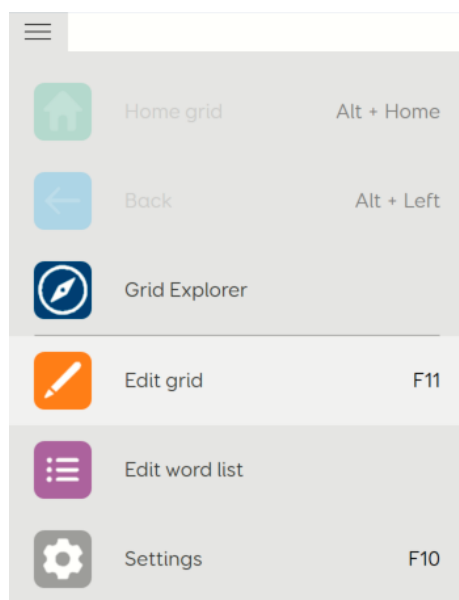 Home grid Alt + Home
Back Alt + Left
Grid Explorer
Edit grid F11
Edit word list
Settings F10